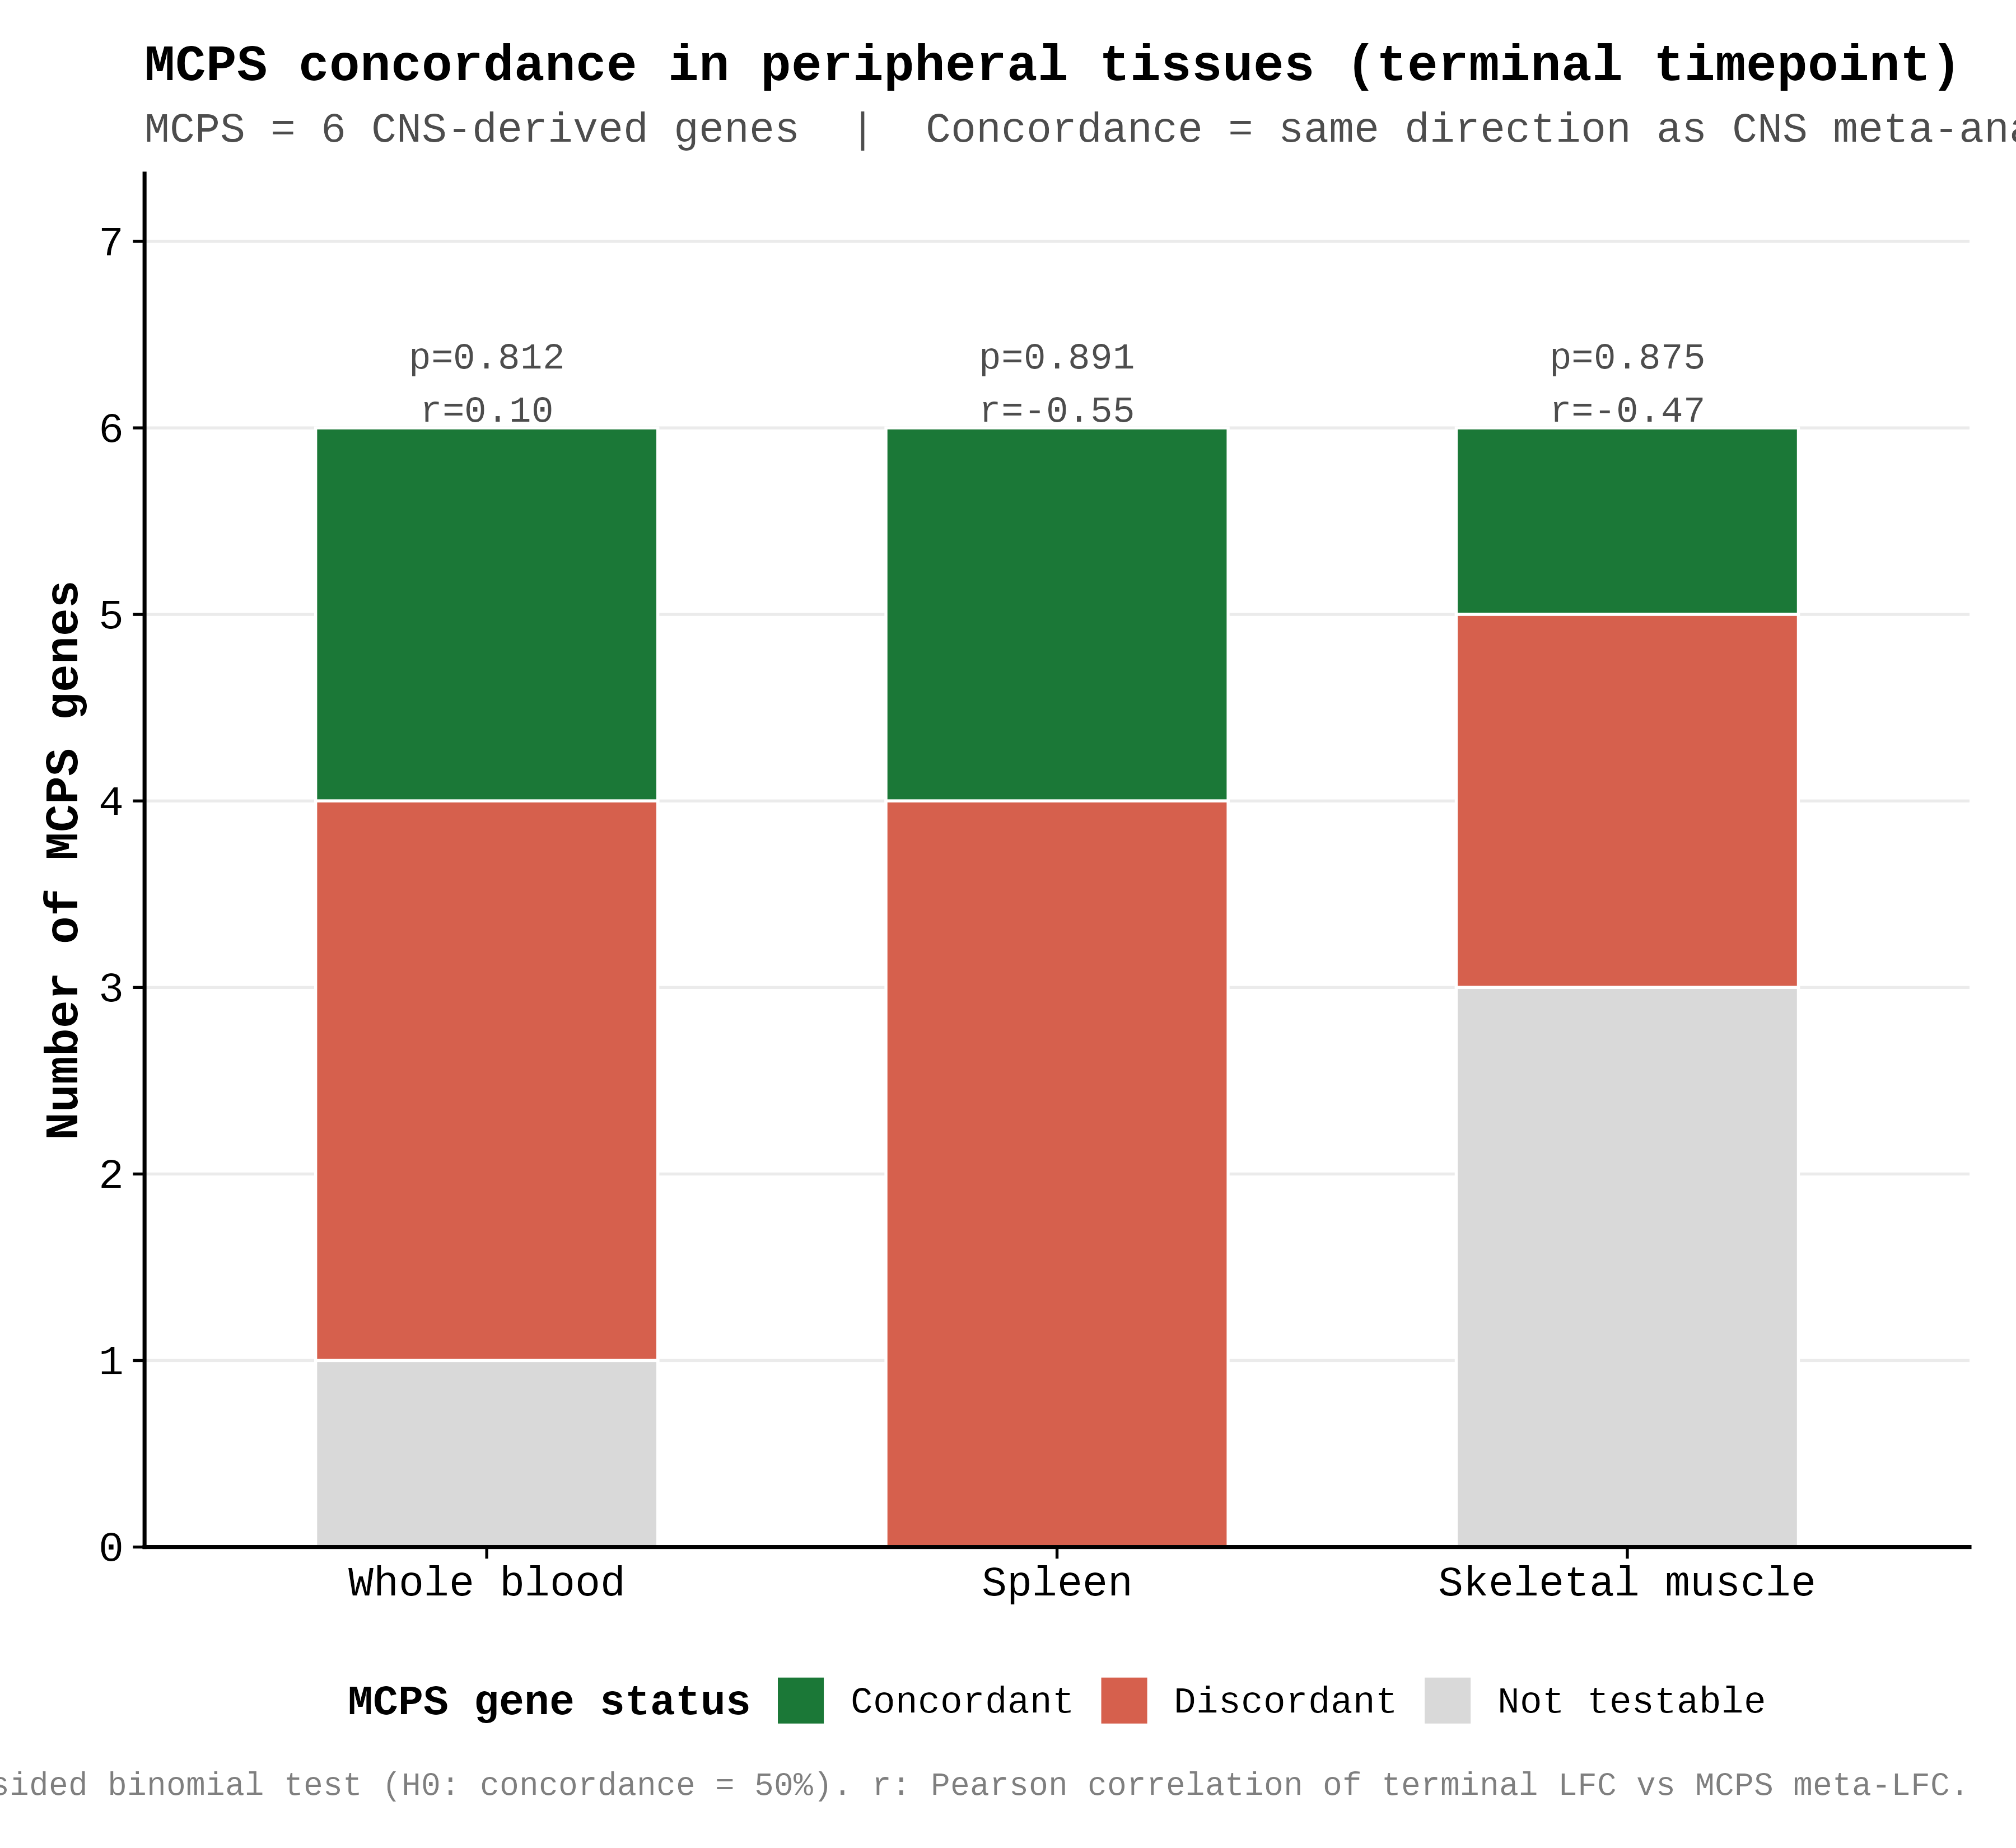 MCPS concordance in peripheral tissues (terminal timepoint)
MCPS = 6 CNS-derived genes | Concordance = same direction as CNS
Number of MCPS genes
7
6
5
4
3
2
1
0
p=0.812
r=0.10
p=0.891
r=-0.55
p=0.875
r=-0.47
Whole blood
Spleen
Skeletal muscle
MCPS gene status
Concordant
Discordant
Not testable
sided binomial test (H0: concordance = 50%). r: Pearson correlation of terminal LFC vs MCPS meta-LFC.